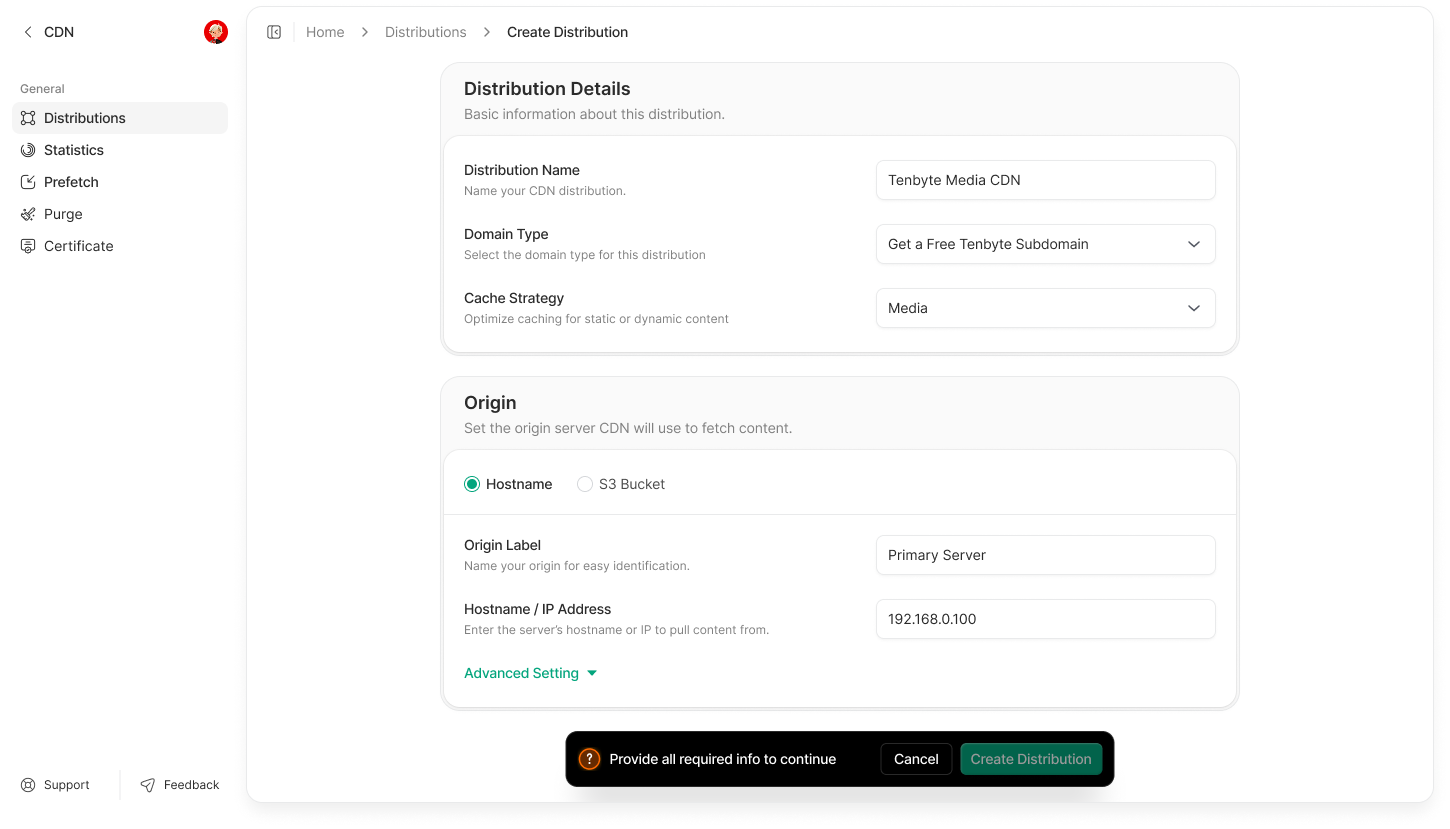 CDN
Home
Distributions
Create Distribution
General
Distributions
Statistics
Prefetch
Purge
Certificate
Distribution Details
Basic information about this distribution.
Distribution Name
Name your CDN distribution.
Tenbyte Media CDN
Domain Type
Select the domain type for this distribution
Get a Free Tenbyte Subdomain
Cache Strategy
Optimize caching for static or dynamic content
Media
Origin
Set the origin server CDN will use to fetch content.
Hostname
S3 Bucket
Origin Label
Name your origin for easy identification.
Primary Server
Hostname / IP Address
Enter the server’s hostname or IP to pull content from.
192.168.0.100
Advanced Setting
? Provide all required info to continue
Cancel
Create Distribution
Support
Feedback